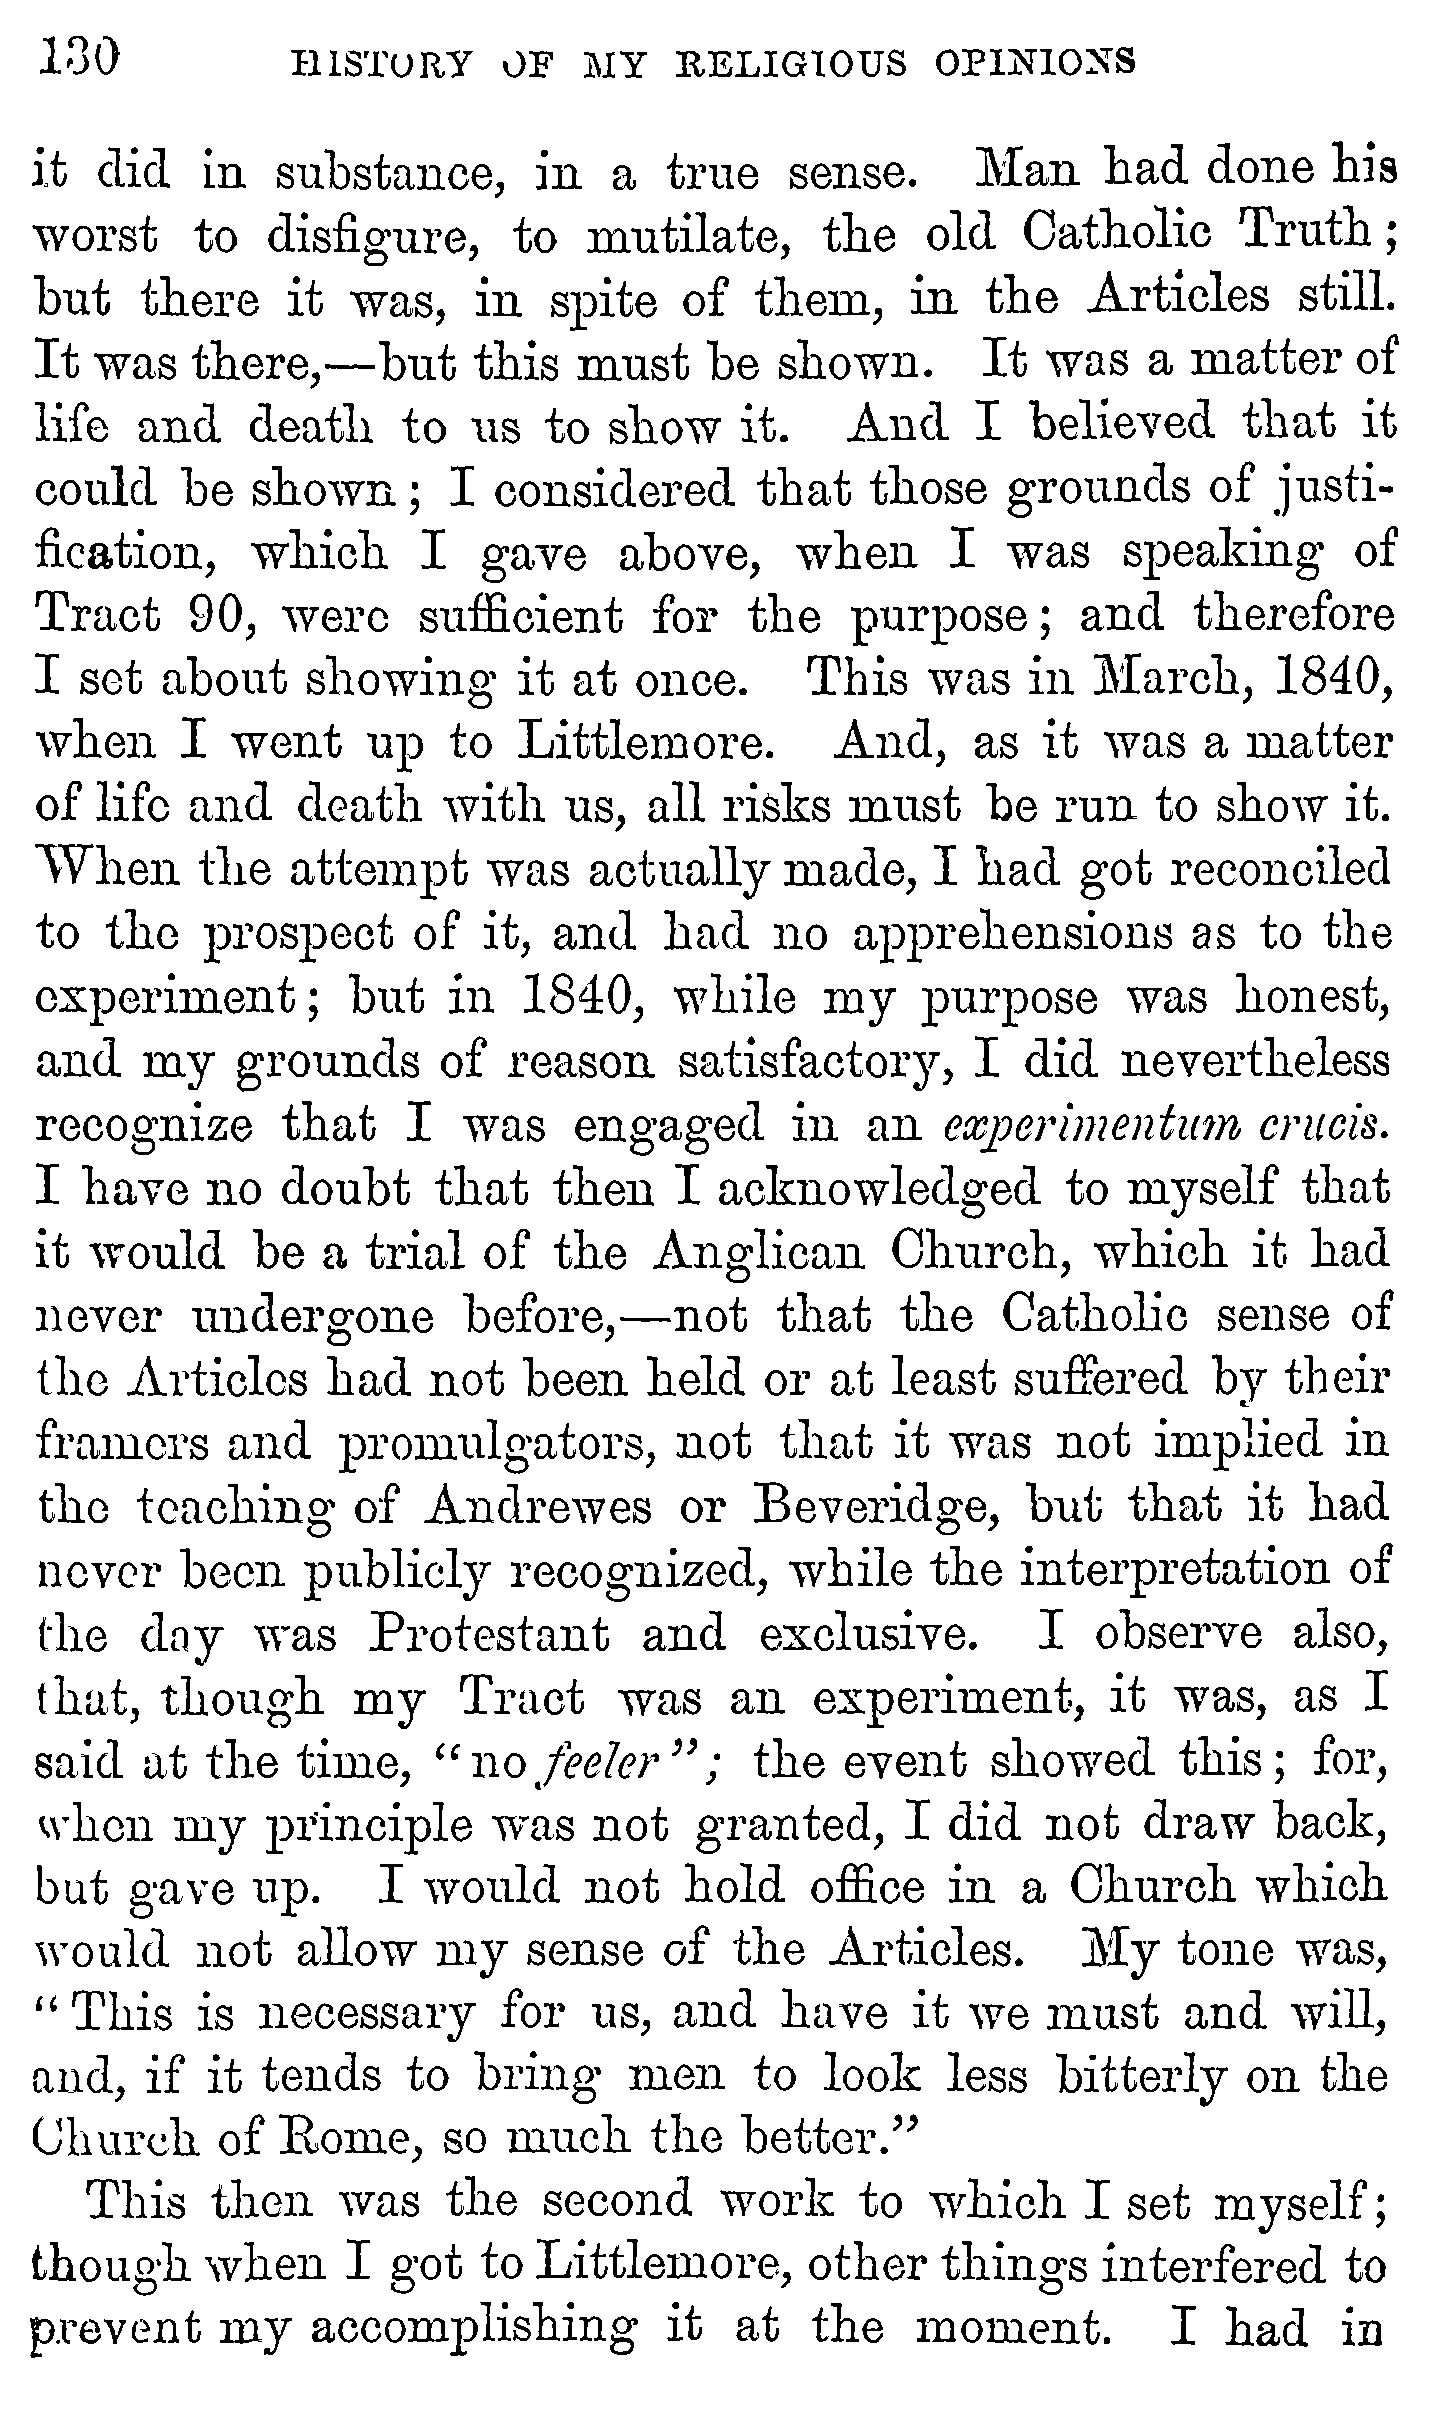 130 HISTORY OF MY RELIGIOUS OPINIONS
it did in substance, in a true sense. Man had done his
worst to disfigure, to mutilate, the old Catholic Truth;
but there it was, in spite of them, in the Articles still.
It was there,—but this must be shown. It was a matter of
life and death to us to show it. And I believed that it
could be shown; I considered that those grounds of justi-
fication, which I gave above, when I was speaking of
Tract 90, were sufficient for the purpose; and therefore
I set about showing it at once. This was in March, 1840,
when I went up to Littlemore. And, as it was a matter
of life and death with us, all risks must be run to show it.
When the attempt was actually made, I had got reconciled
to the prospect of it, and had no apprehensions as to the
experiment; but in 1840, while my purpose was honest,
and my grounds of reason satisfactory, I did nevertheless
recognize that I was engaged in an experimentum crucis.
I have no doubt that then I acknowledged to myself that
it would be a trial of the Anglican Church, which it had
never undergone before,—not that the Catholic sense of
the Articles had not been held or at least suffered by their
framers and promulgators, not that it was not implied in
the teaching of Andrewes or Beveridge, but that it had
never been publicly recognized, while the interpretation of
the day was Protestant and exclusive. I observe also,
that, though my Tract was an experiment, it was, as I
said at the time, "no feeler"; the event showed this; for,
when my principle was not granted, I did not draw back,
but gave up. I would not hold office in a Church which
would not allow my sense of the Articles. My tone was,
"This is necessary for us, and have it we must and will,
and, if it tends to bring men to look less bitterly on the
Church of Rome, so much the better."
This then was the second work to which I set myself;
though when I got to Littlemore, other things interfered to
prevent my accomplishing it at the moment. I had in